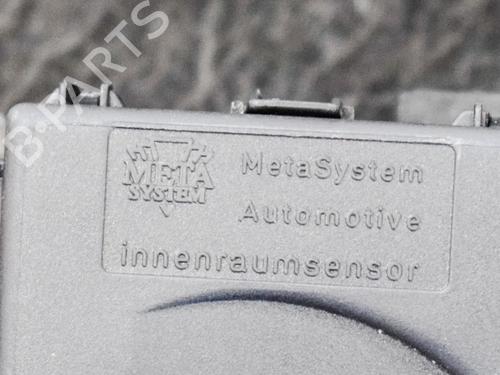 B-PARTS
META
SYSTEM
MetaSystem
Automotive
innenraumsensor